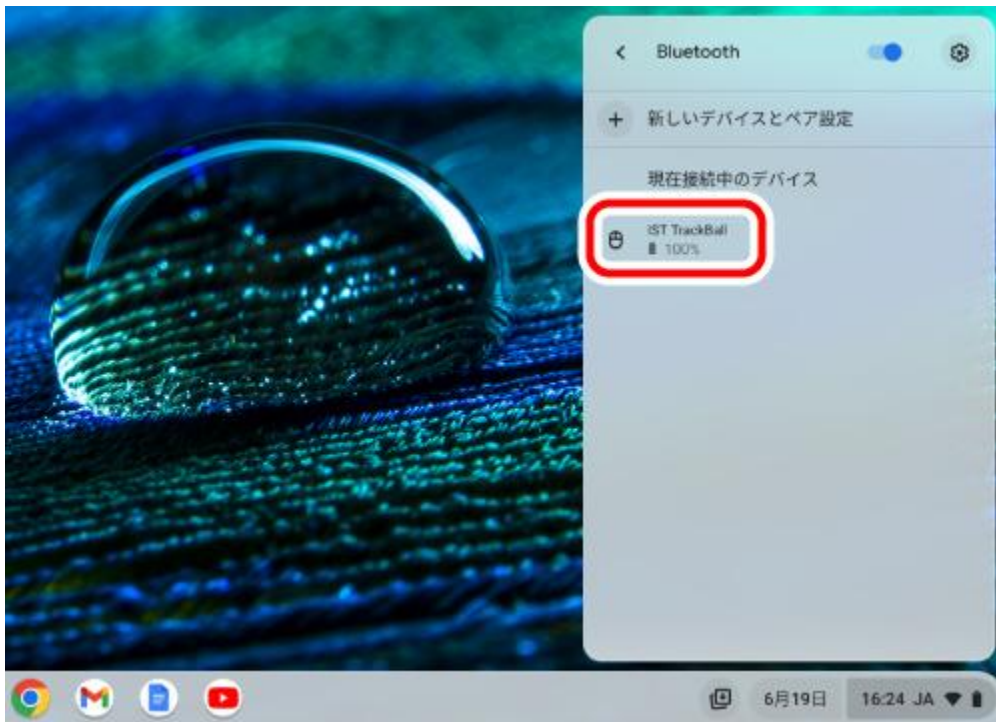 Bluetooth
新しいデバイスとペア設定
現在接続中のデバイス
IST TrackBall
100%
6月19日
16:24 JA